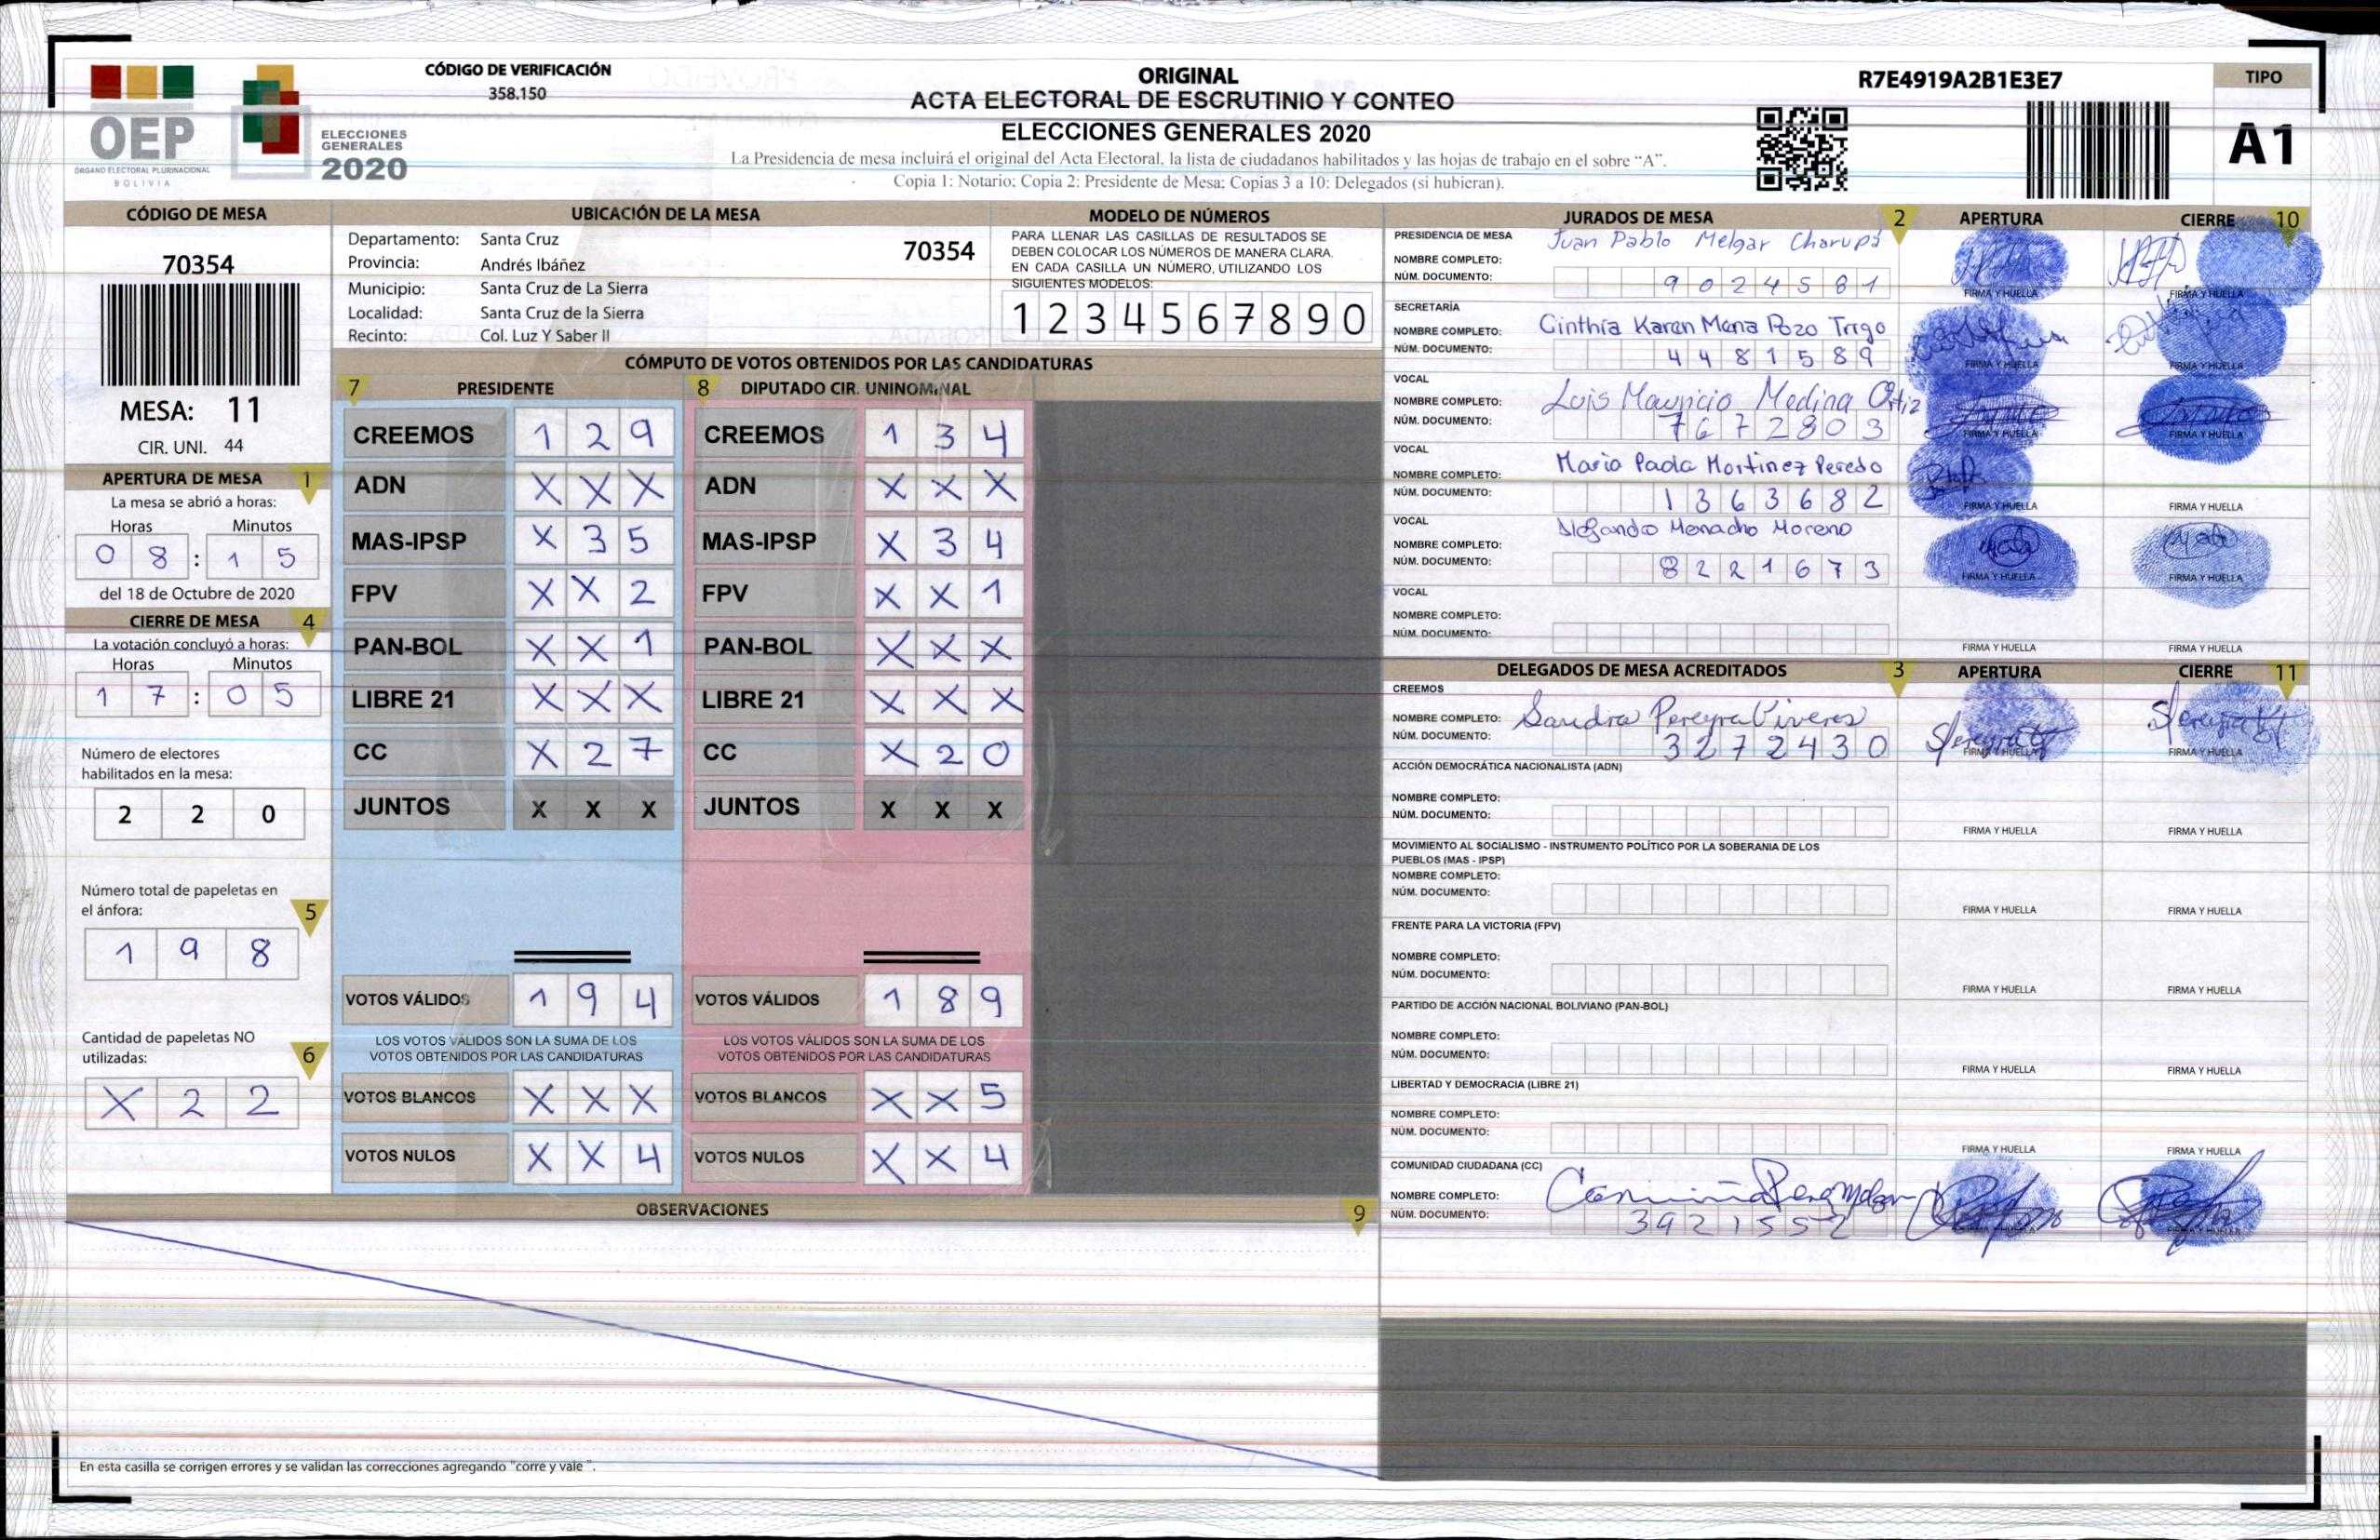 CÓDIGO DE VERIFICACIÓN
358.150
OEP
ÓRGANO ELECTORAL PLURINACIONAL
BOLIVIA
ELECCIONES
GENERALES
2020
ORIGINAL
ACTA ELECTORAL DE ESCRUTINIO Y CONTEO
ELECCIONES GENERALES 2020
La Presidencia de mesa incluirá el original del Acta Electoral, la lista de ciudadanos habilitados y las hojas de trabajo en el sobre “A”.
Copia 1: Notario; Copia 2: Presidente de Mesa; Copias 3 a 10: Delegados (si hubieran).
R7E4919A2B1E3E7
TIPO
A1
CÓDIGO DE MESA
70354
MESA: 11
CIR. UNI. 44
APERTURA DE MESA 1
La mesa se abrió a horas:
Horas Minutos
0 8 : 1 5
del 18 de Octubre de 2020
CIERRE DE MESA 4
La votación concluyó a horas:
Horas Minutos
1 7 : 0 5
Número de electores
habilitados en la mesa:
2 2 0
Número total de papeletas en
el ánfora: 5
1 9 8
Cantidad de papeletas NO
utilizadas: 6
X 2 2
UBICACIÓN DE LA MESA
Departamento: Santa Cruz
70354
Provincia: Andrés Ibáñez
Municipio: Santa Cruz de La Sierra
Localidad: Santa Cruz de la Sierra
Recinto: Col. Luz Y Saber II
MODELO DE NÚMEROS
PARA LLENAR LAS CASILLAS DE RESULTADOS SE
DEBEN COLOCAR LOS NÚMEROS DE MANERA CLARA.
EN CADA CASILLA UN NÚMERO, UTILIZANDO LOS
SIGUIENTES MODELOS:
1 2 3 4 5 6 7 8 9 0
CÓMPUTO DE VOTOS OBTENIDOS POR LAS CANDIDATURAS
7 PRESIDENTE 8 DIPUTADO CIR. UNINOMINAL
CREEMOS 1 2 9 CREEMOS 1 3 4
ADN X X X ADN X X X
MAS-IPSP X 3 5 MAS-IPSP X 3 4
FPV X X 2 FPV X X 1
PAN-BOL X X 1 PAN-BOL X X X
LIBRE 21 X X X LIBRE 21 X X X
CC X 2 7 CC X 2 0
JUNTOS X X X JUNTOS X X X
VOTOS VÁLIDOS 1 9 4 VOTOS VÁLIDOS 1 8 9
LOS VOTOS VÁLIDOS SON LA SUMA DE LOS LOS VOTOS VÁLIDOS SON LA SUMA DE LOS
VOTOS OBTENIDOS POR LAS CANDIDATURAS VOTOS OBTENIDOS POR LAS CANDIDATURAS
VOTOS BLANCOS X X X VOTOS BLANCOS X X 5
VOTOS NULOS X X 4 VOTOS NULOS X X 4
OBSERVACIONES 9
En esta casilla se corrigen errores y se validan las correcciones agregando "corre y vale ".
JURADOS DE MESA 2 APERTURA CIERRE 10
PRESIDENCIA DE MESA
NOMBRE COMPLETO: Juan Pablo Melgar Charupá
NÚM. DOCUMENTO: 9 0 2 4 5 8 1
FIRMA Y HUELLA FIRMA Y HUELLA
SECRETARÍA
NOMBRE COMPLETO: Cinthia Karen Mena Pozo Trigo
NÚM. DOCUMENTO: 4 4 8 1 5 8 9
FIRMA Y HUELLA FIRMA Y HUELLA
VOCAL
NOMBRE COMPLETO: Luis Mauricio Medina Ortiz
NÚM. DOCUMENTO: 7 6 7 2 8 0 3
FIRMA Y HUELLA FIRMA Y HUELLA
VOCAL
NOMBRE COMPLETO: Maria Paola Martinez Peredo
NÚM. DOCUMENTO: 1 3 6 3 6 8 2
FIRMA Y HUELLA FIRMA Y HUELLA
VOCAL
NOMBRE COMPLETO: Alejandro Menacho Moreno
NÚM. DOCUMENTO: 8 2 2 1 6 7 3
FIRMA Y HUELLA FIRMA Y HUELLA
VOCAL
NOMBRE COMPLETO:
NÚM. DOCUMENTO:
FIRMA Y HUELLA FIRMA Y HUELLA
DELEGADOS DE MESA ACREDITADOS 3 APERTURA CIERRE 11
CREEMOS
NOMBRE COMPLETO: Sandra Pereyra Viveres
NÚM. DOCUMENTO: 3 2 7 2 4 3 0
FIRMA Y HUELLA FIRMA Y HUELLA
ACCIÓN DEMOCRÁTICA NACIONALISTA (ADN)
NOMBRE COMPLETO:
NÚM. DOCUMENTO:
FIRMA Y HUELLA FIRMA Y HUELLA
MOVIMIENTO AL SOCIALISMO - INSTRUMENTO POLÍTICO POR LA SOBERANIA DE LOS
PUEBLOS (MAS - IPSP)
NOMBRE COMPLETO:
NÚM. DOCUMENTO:
FIRMA Y HUELLA FIRMA Y HUELLA
FRENTE PARA LA VICTORIA (FPV)
NOMBRE COMPLETO:
NÚM. DOCUMENTO:
FIRMA Y HUELLA FIRMA Y HUELLA
PARTIDO DE ACCIÓN NACIONAL BOLIVIANO (PAN-BOL)
NOMBRE COMPLETO:
NÚM. DOCUMENTO:
FIRMA Y HUELLA FIRMA Y HUELLA
LIBERTAD Y DEMOCRACIA (LIBRE 21)
NOMBRE COMPLETO:
NÚM. DOCUMENTO:
FIRMA Y HUELLA FIRMA Y HUELLA
COMUNIDAD CIUDADANA (CC)
NOMBRE COMPLETO:
NÚM. DOCUMENTO: 3 9 2 1 5 5 2
FIRMA Y HUELLA FIRMA Y HUELLA